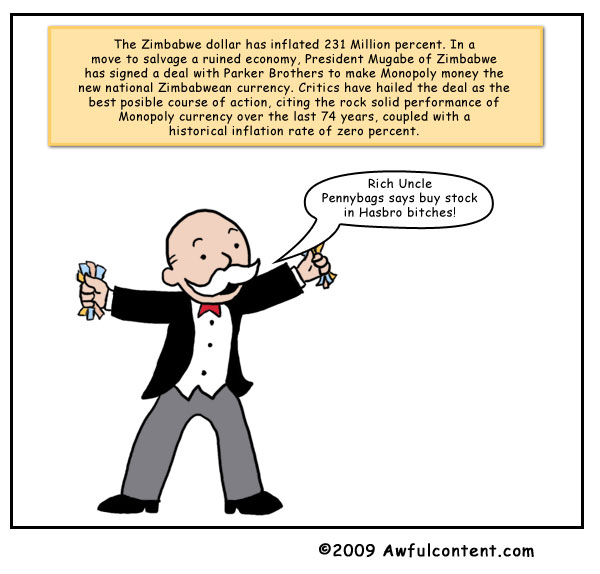 The Zimbabwe dollar has inflated 231 Million percent. In a
move to salvage a ruined economy, President Mugabe of Zimbabwe
has signed a deal with Parker Brothers to make Monopoly money the
new national Zimbabwean currency. Critics have hailed the deal as the
best posible course of action, citing the rock solid performance of
Monopoly currency over the last 74 years, coupled with a
historical inflation rate of zero percent.
Rich Uncle
Pennybags says buy stock
in Hasbro bitches!
©2009 Awfulcontent.com